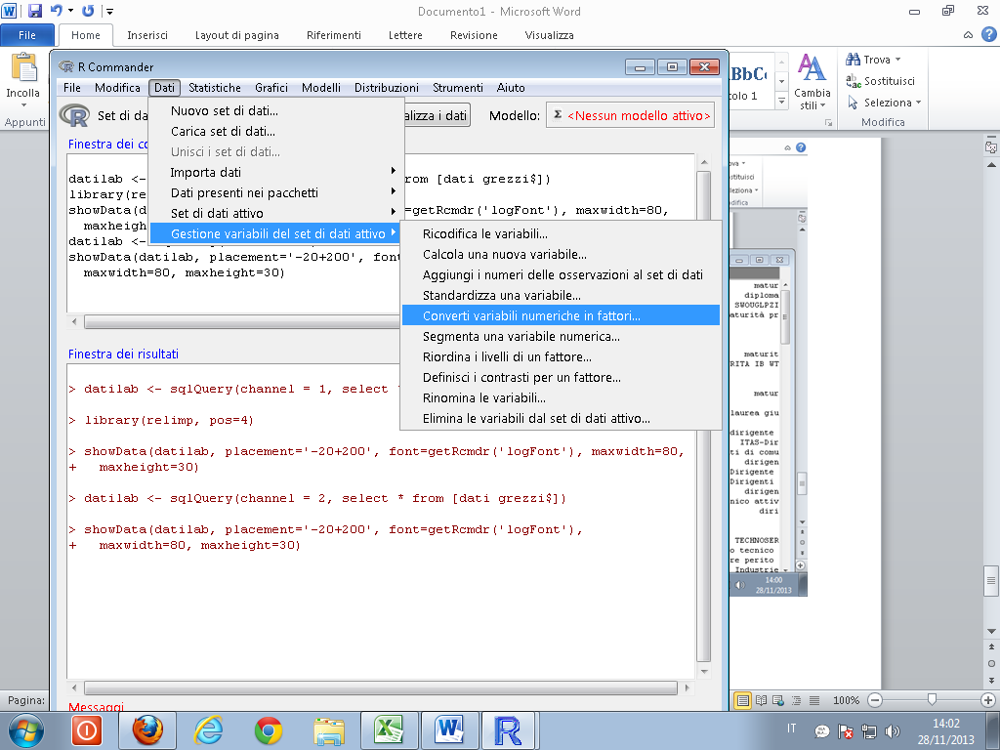 Documento1 - Microsoft Word
File Home Inserisci Layout di pagina Riferimenti Lettere Revisione Visualizza
Incolla
Appunti
Cambia
stili
Trova
Sostituisci
Seleziona
Modifica
R Commander
File Modifica Dati Statistiche Grafici Modelli Distribuzioni Strumenti Aiuto
Set di da
alizza i dati
Modello:
Σ <Nessun modello attivo>
Nuovo set di dati...
Carica set di dati...
Unisci i set di dati...
Importa dati
Dati presenti nei pacchetti
Set di dati attivo
Gestione variabili del set di dati attivo
Ricodifica le variabili...
Calcola una nuova variabile...
Aggiungi i numeri delle osservazioni al set di dati
Standardizza una variabile...
Converti variabili numeriche in fattori...
Segmenta una variabile numerica...
Riordina i livelli di un fattore...
Definisci i contrasti per un fattore...
Rinomina le variabili...
Elimina le variabili dal set di dati attivo...
Finestra dei co
datilab <- rom [dati grezzi$])
library(rel
showData(d =getRcmdr('logFont'), maxwidth=80,
maxheigh
datilab <-
showData(datilab, placement='-20+200', fon
maxwidth=80, maxheight=30)
Finestra dei risultati
> datilab <- sqlQuery(channel = 1, select
> library(relimp, pos=4)
> showData(datilab, placement='-20+200', font=getRcmdr('logFont'), maxwidth=80,
+ maxheight=30)
> datilab <- sqlQuery(channel = 2, select * from [dati grezzi$])
> showData(datilab, placement='-20+200', font=getRcmdr('logFont'),
+ maxwidth=80, maxheight=30)
Messaggi
matur
diploma
SWOUGLPZI
aturità pr
maturit
RITA IB WT
matur
laurea giu
dirigente
ITAS-Dir
ti di comu
dirigen
Dirigente
Dirigenti
dirigen
nico attiv
diri
TECHNOSER
o tecnico
re perito
Industrie
14:00
28/11/2013
Pagina:
100%
IT
14:02
28/11/2013